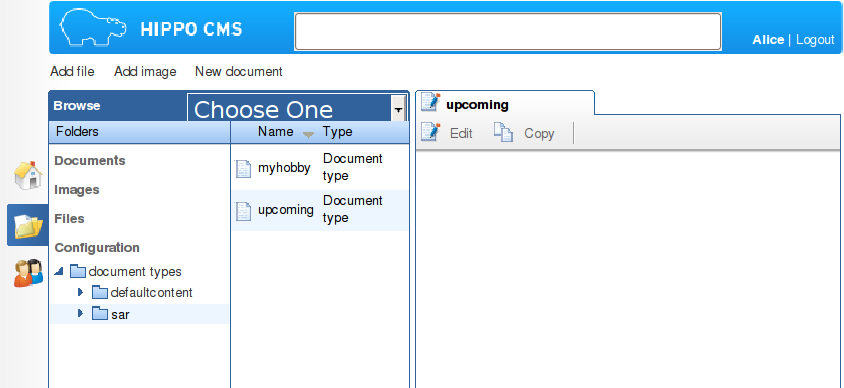 HIPPO CMS
Alice | Logout
Add file Add image New document
Browse Choose One
upcoming
Folders Name Type
Edit Copy
Documents
Images
Files
Configuration
document types
defaultcontent
sar
myhobby Document
type
upcoming Document
type